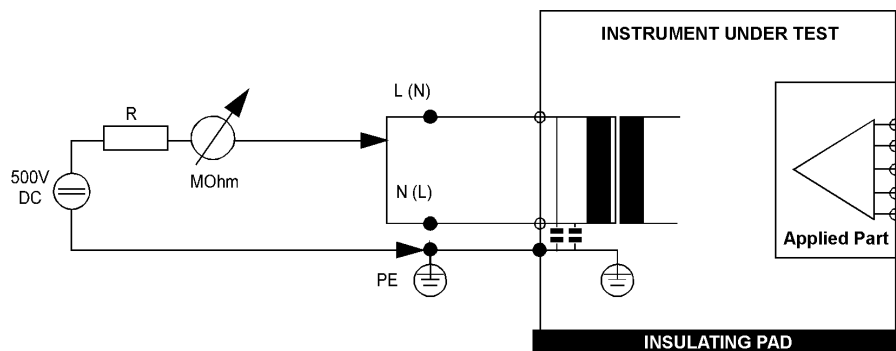 INSTRUMENT UNDER TEST
L (N)
R
500V
DC
MOhm
N (L)
Applied Part
PE
INSULATING PAD